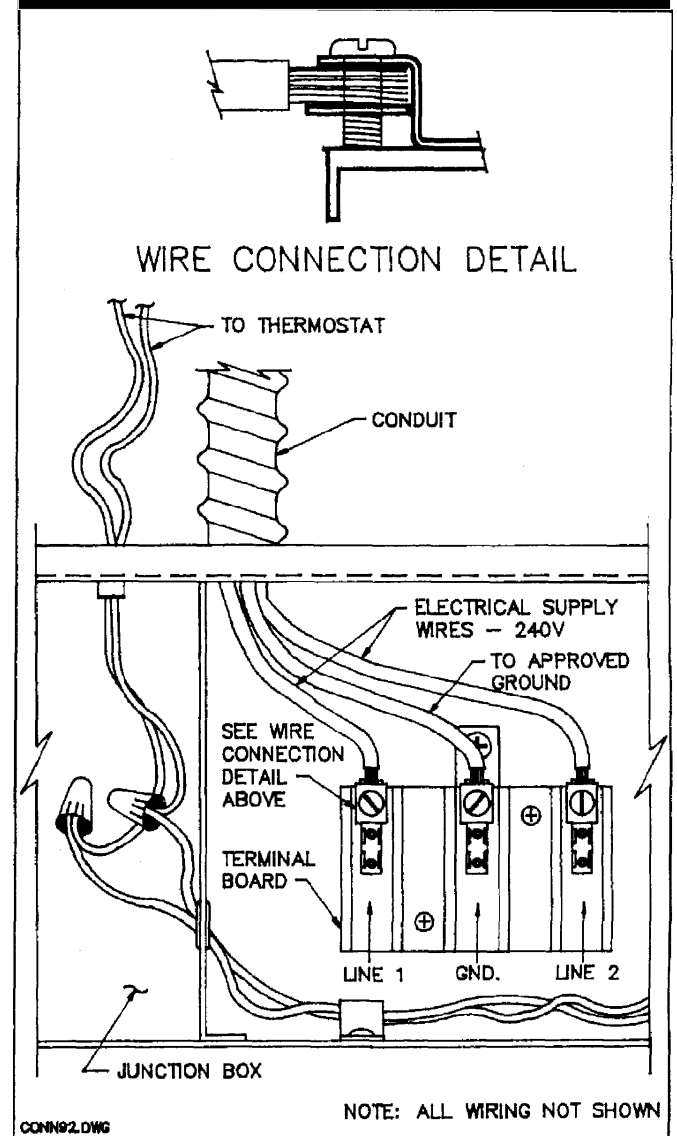 WIRE CONNECTION DETAIL
TO THERMOSTAT
CONDUIT
ELECTRICAL SUPPLY
WIRES – 240V
TO APPROVED
GROUND
SEE WIRE
CONNECTION
DETAIL
ABOVE
TERMINAL
BOARD
LINE 1
GND.
LINE 2
JUNCTION BOX
NOTE: ALL WIRING NOT SHOWN
CONN92.DWG